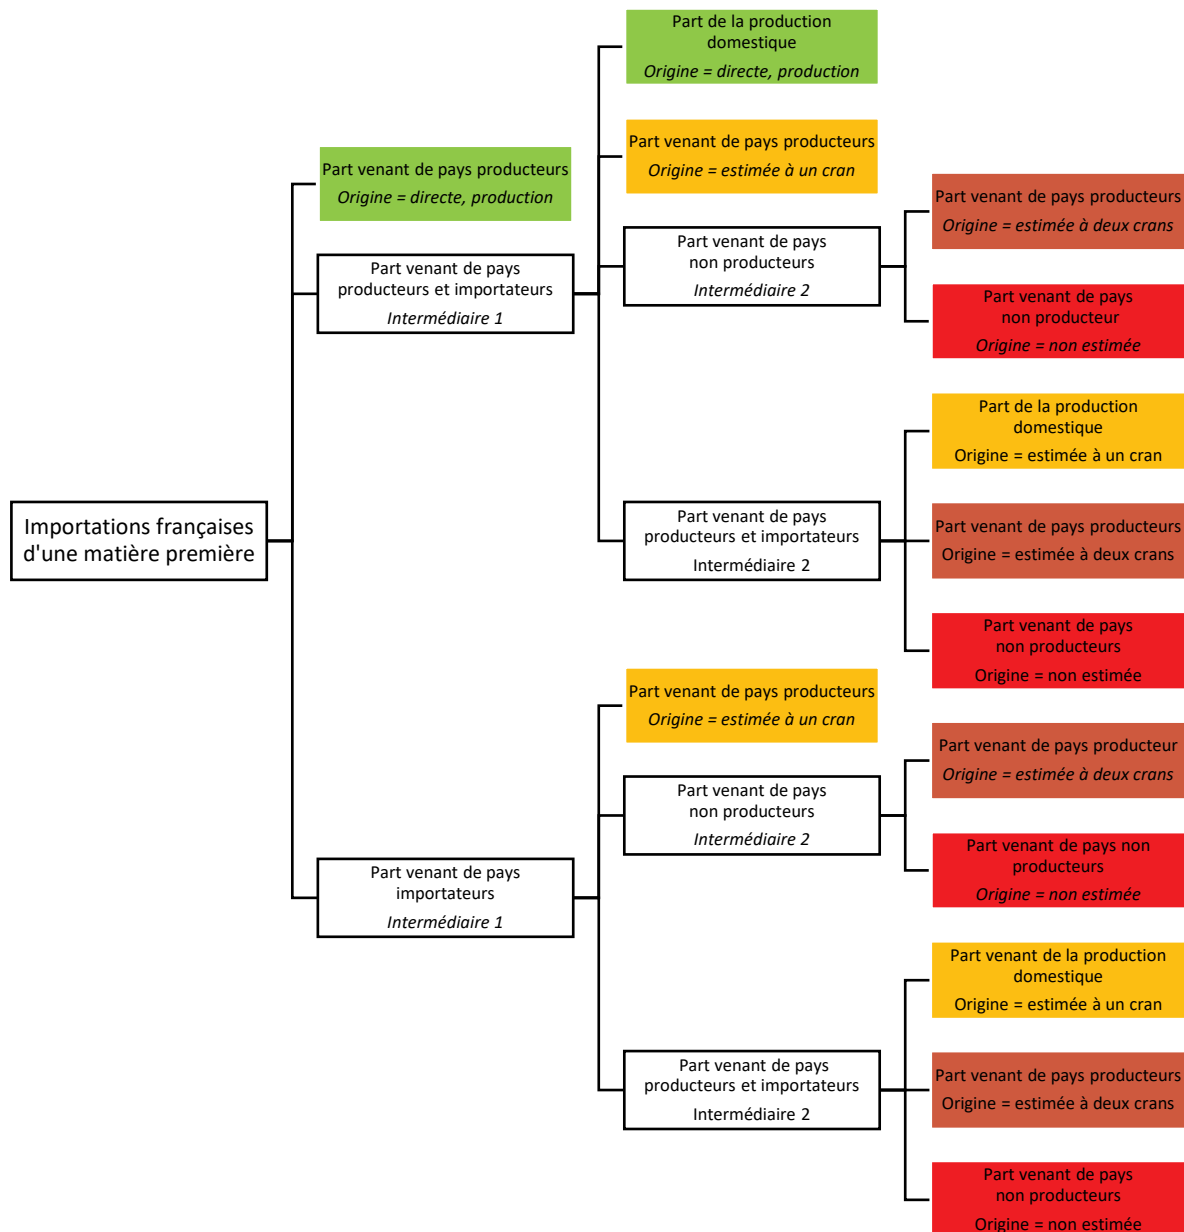 Importations françaises
d'une matière première
Part venant de pays producteurs
Origine = directe, production
Part venant de pays
producteurs et importateurs
Intermédiaire 1
Part venant de pays
importateurs
Intermédiaire 1
Part de la production
domestique
Origine = directe, production
Part venant de pays producteurs
Origine = estimée à un cran
Part venant de pays
non producteurs
Intermédiaire 2
Part venant de pays
producteurs et importateurs
Intermédiaire 2
Part venant de pays producteurs
Origine = estimée à un cran
Part venant de pays
non producteurs
Intermédiaire 2
Part venant de pays
producteurs et importateurs
Intermédiaire 2
Part venant de pays producteurs
Origine = estimée à deux crans
Part venant de pays
non producteur
Origine = non estimée
Part de la production
domestique
Origine = estimée à un cran
Part venant de pays producteurs
Origine = estimée à deux crans
Part venant de pays
non producteurs
Origine = non estimée
Part venant de pays producteur
Origine = estimée à deux crans
Part venant de pays non
producteurs
Origine = non estimée
Part venant de la production
domestique
Origine = estimée à un cran
Part venant de pays producteurs
Origine = estimée à deux crans
Part venant de pays
non producteurs
Origine = non estimée